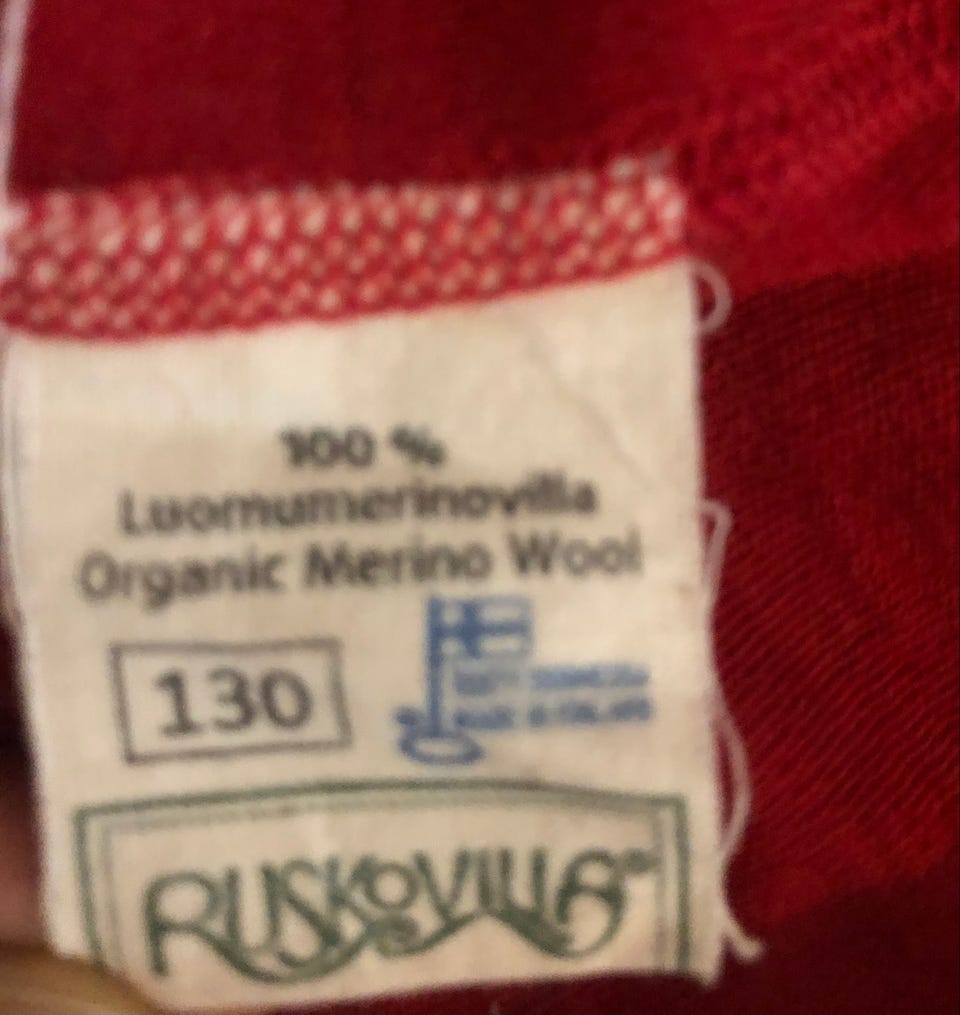 100 %
Luomumerinovilla
Organic Merino Wool
130
RUSKOVILLA